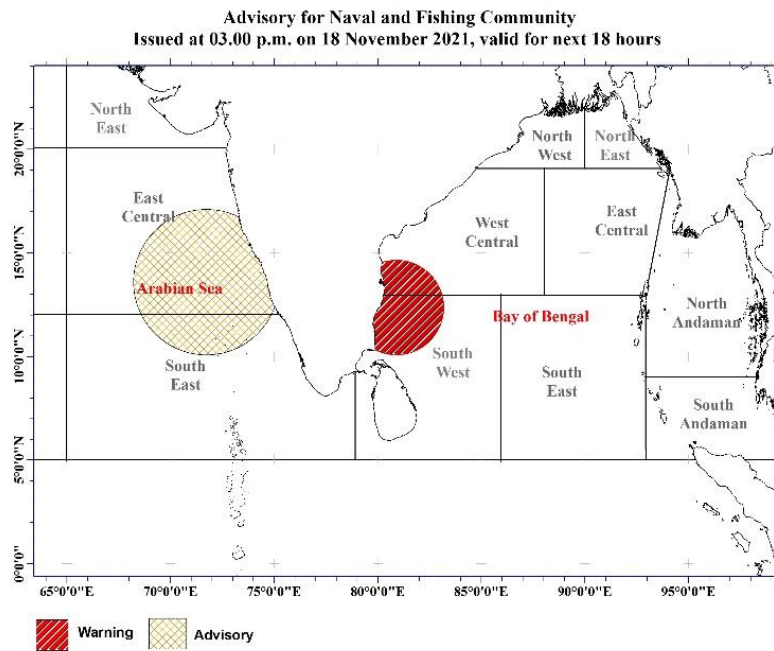 Advisory for Naval and Fishing Community
Issued at 03.00 p.m. on 18 November 2021, valid for next 18 hours
North
East
North
West
North
East
20°0'0"N
East
Central
West
Central
East
Central
15°0'0"N
Arabian Sea
Bay of Bengal
North
Andaman
10°0'0"N
South
East
South
West
South
East
South
Andaman
5°0'0"N
0°0'0"
65°0'0"E
70°0'0"E
75°0'0"E
80°0'0"E
85°0'0"E
90°0'0"E
95°0'0"E
Warning
Advisory